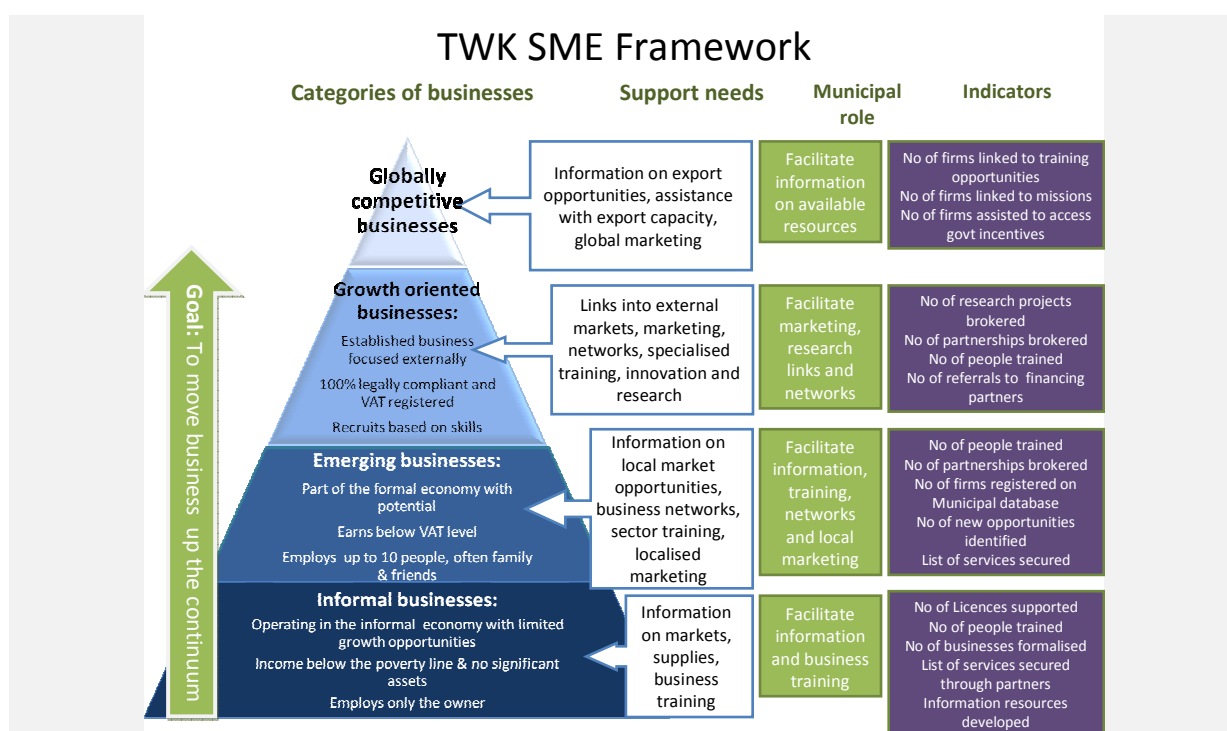 TWK SME Framework
Categories of businesses
Support needs
Municipal
role
Indicators
Globally
competitive
businesses
Information on export
opportunities, assistance
with export capacity,
global marketing
Facilitate
information
on available
resources
No of firms linked to training
opportunities
No of firms linked to missions
No of firms assisted to access
govt incentives
Goal: To move business up the continuum
Growth oriented
businesses:
Established business
focused externally
100% legally compliant and
VAT registered
Recruits based on skills
Links into external
markets, marketing,
networks, specialised
training, innovation and
research
Facilitate
marketing,
research
links and
networks
No of research projects
brokered
No of partnerships brokered
No of people trained
No of referrals to financing
partners
Emerging businesses:
Part of the formal economy with
potential
Earns below VAT level
Employs up to 10 people, often family
& friends
Information on
local market
opportunities,
business networks,
sector training,
localised
marketing
Facilitate
information,
training,
networks
and local
marketing
No of people trained
No of partnerships brokered
No of firms registered on
Municipal database
No of new opportunities
identified
List of services secured
Informal businesses:
Operating in the informal economy with limited
growth opportunities
Income below the poverty line & no significant
assets
Employs only the owner
Information
on markets,
supplies,
business
training
Facilitate
information
and business
training
No of Licences supported
No of people trained
No of businesses formalised
List of services secured
through partners
Information resources
developed